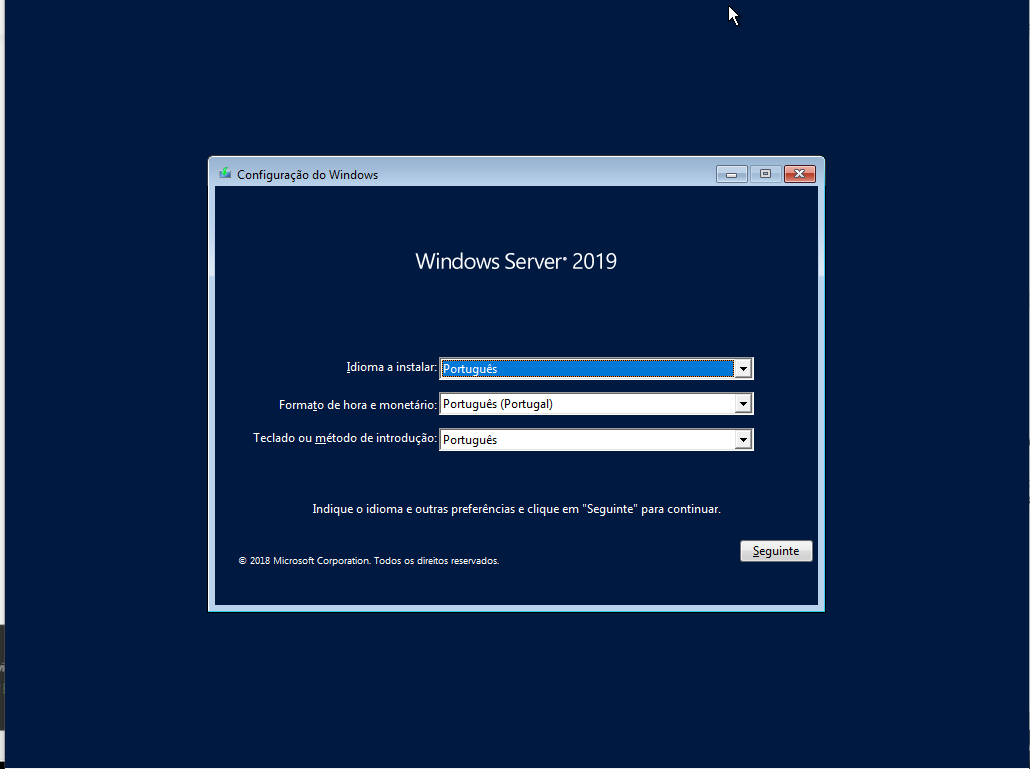 Configuração do Windows
Windows Server® 2019
Idioma a instalar: Português
Formato de hora e monetário: Português (Portugal)
Teclado ou método de introdução: Português
Indique o idioma e outras preferências e clique em "Seguinte" para continuar.
Seguinte
© 2018 Microsoft Corporation. Todos os direitos reservados.